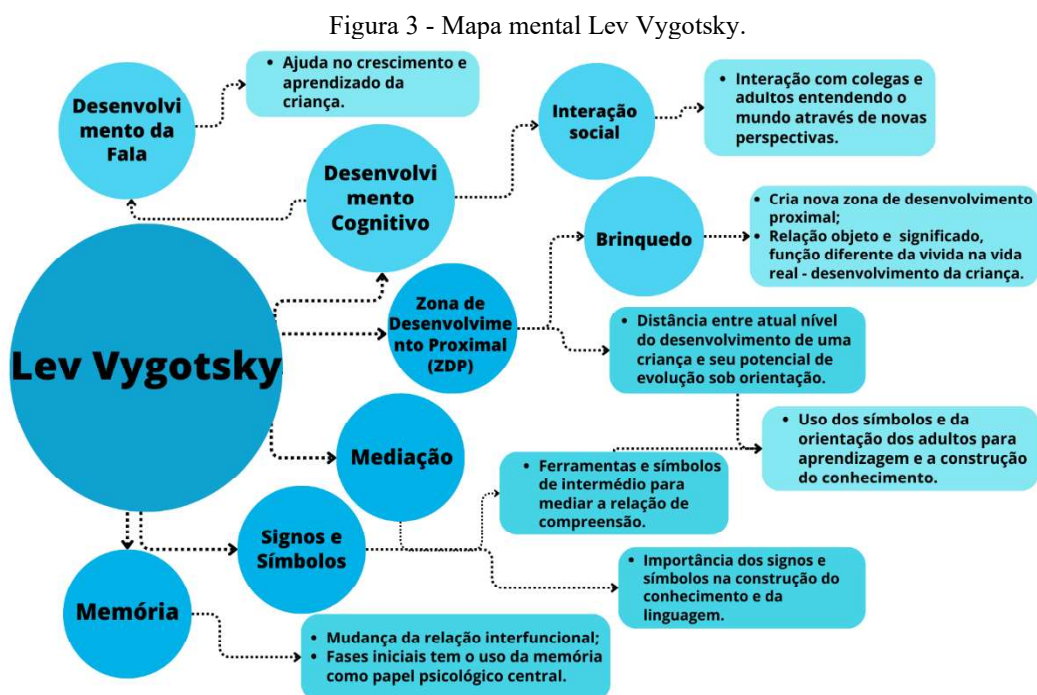 Figura 3 - Mapa mental Lev Vygotsky.
Desenvolvi
mento da
Fala
• Ajuda no crescimento e
aprendizado da
criança.
Desenvolvi
mento
Cognitivo
Interação
social
• Interação com colegas e
adultos entendendo o
mundo através de novas
perspectivas.
Brinquedo
• Cria nova zona de desenvolvimento
proximal;
• Relação objeto e significado,
função diferente da vivida na vida
real - desenvolvimento da criança.
Lev Vygotsky
Zona de
Desenvolvime
nto Proximal
(ZDP)
• Distância entre atual nível
do desenvolvimento de uma
criança e seu potencial de
evolução sob orientação.
• Uso dos símbolos e da
orientação dos adultos para
aprendizagem e a construção
do conhecimento.
Mediação
• Ferramentas e símbolos
de intermédio para
mediar a relação de
compreensão.
Signos e
Símbolos
• Importância dos signos e
símbolos na construção do
conhecimento e da
linguagem.
Memória
• Mudança da relação interfuncional;
• Fases iniciais tem o uso da memória
como papel psicológico central.